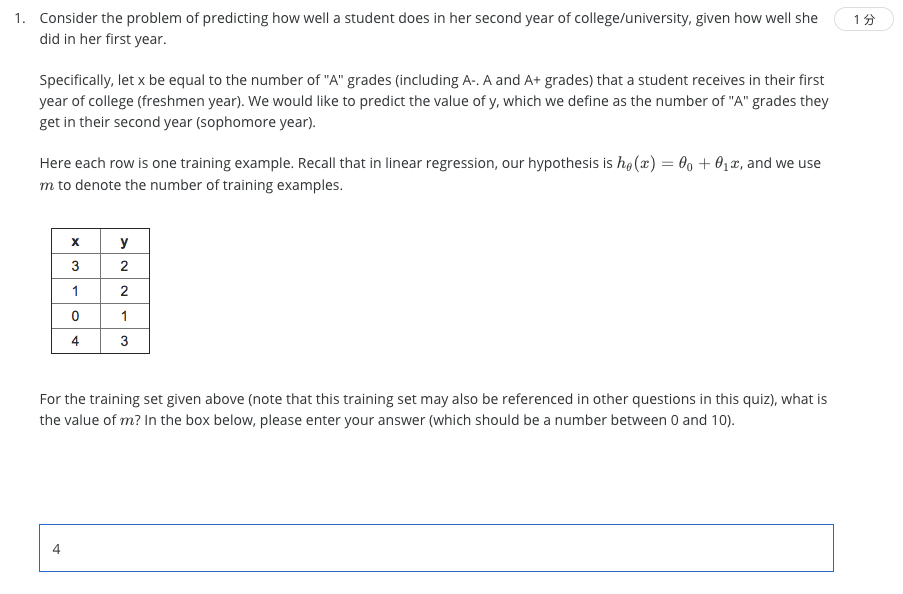 1. Consider the problem of predicting how well a student does in her second year of college/university, given how well she
1 分
did in her first year.
Specifically, let x be equal to the number of "A" grades (including A-. A and A+ grades) that a student receives in their first
year of college (freshmen year). We would like to predict the value of y, which we define as the number of "A" grades they
get in their second year (sophomore year).
Here each row is one training example. Recall that in linear regression, our hypothesis is hθ(x) = θ₀ + θ₁x, and we use
m to denote the number of training examples.
x y
3 2
1 2
0 1
4 3
For the training set given above (note that this training set may also be referenced in other questions in this quiz), what is
the value of m? In the box below, please enter your answer (which should be a number between 0 and 10).
4